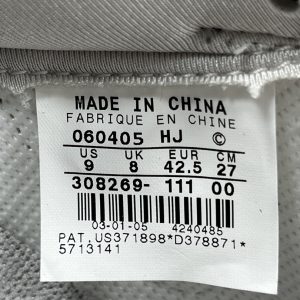 MADE IN CHINA
FABRIQUE EN CHINE
060405 HJ ©
US UK EUR CM
9 8 42.5 27
308269- 111 00
03-01-05 4240485
PAT.US371898*D378871*
5713141